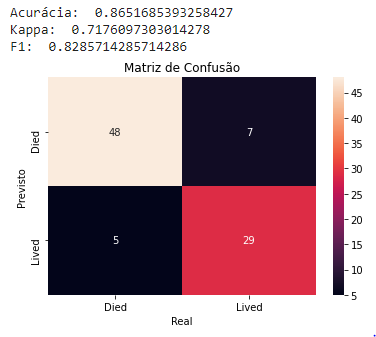 Acurácia:  0.8651685393258427
Kappa:  0.7176097303014278
F1:  0.8285714285714286
Matriz de Confusão
Died
48
7
45
40
35
30
25
20
15
10
5
Previsto
Lived
5
29
Died
Lived
Real